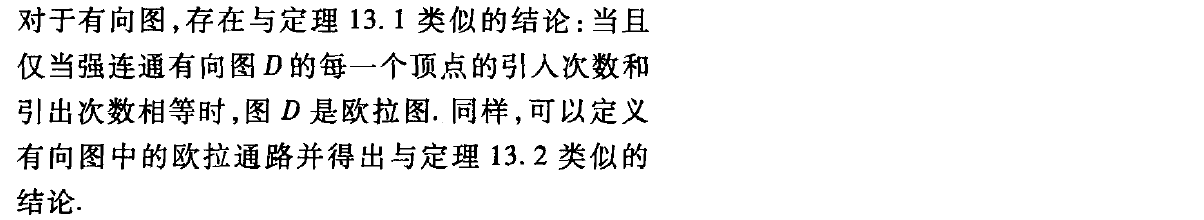 对于有向图,存在与定理 13.1 类似的结论:当且
仅当强连通有向图 D 的每一个顶点的引入次数和
引出次数相等时,图 D 是欧拉图. 同样,可以定义
有向图中的欧拉通路并得出与定理 13.2 类似的
结论.